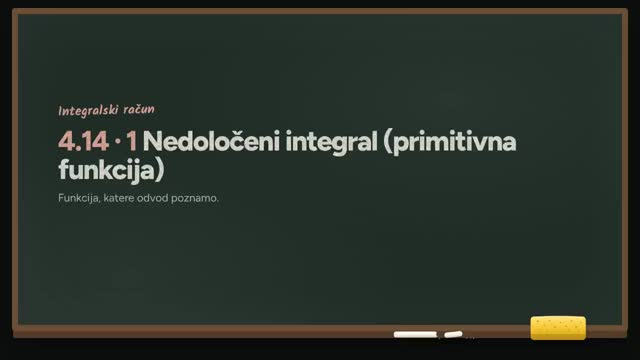 Integralski račun
4.14 · 1 Nedoločeni integral (primitivna
funkcija)
Funkcija, katere odvod poznamo.